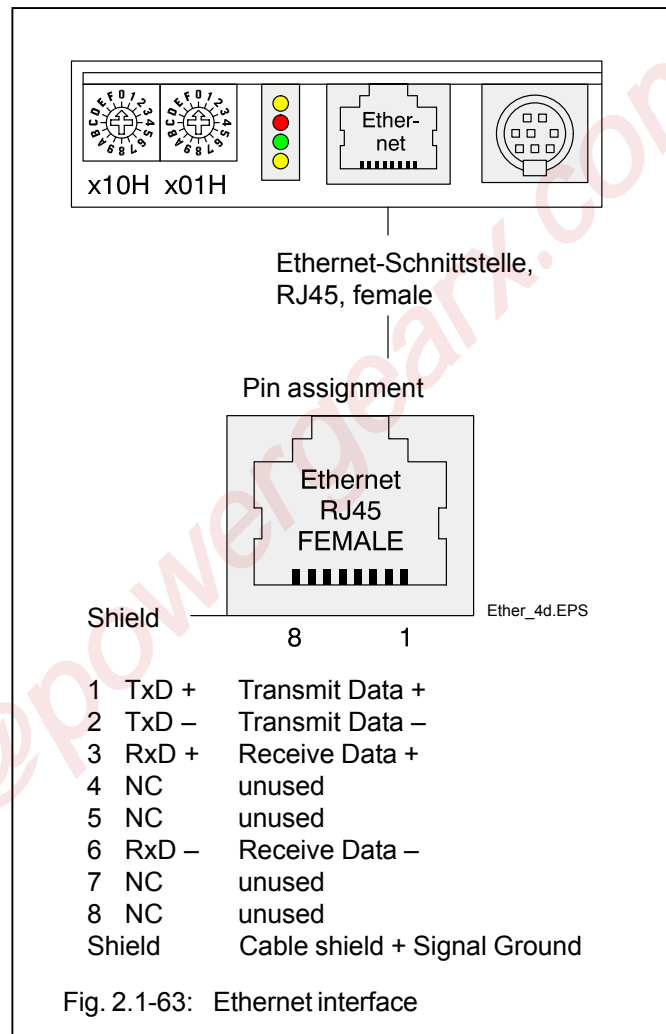 x10H x01H
Ether-
net
Ethernet-Schnittstelle,
RJ45, female
Pin assignment
Ethernet
RJ45
FEMALE
Shield
Ether_4d.EPS
8 1
1 TxD + Transmit Data +
2 TxD – Transmit Data –
3 RxD + Receive Data +
4 NC unused
5 NC unused
6 RxD – Receive Data –
7 NC unused
8 NC unused
Shield Cable shield + Signal Ground
Fig. 2.1-63: Ethernet interface
@powergearx.com